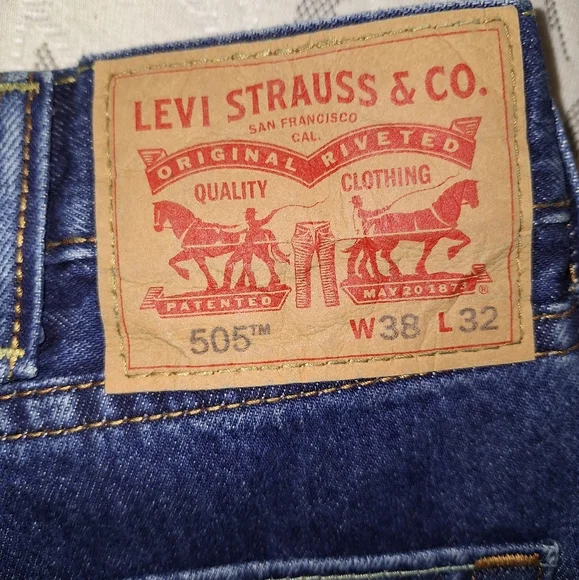 LEVI STRAUSS & CO.
SAN FRANCISCO
CAL.
ORIGINAL RIVETED
QUALITY CLOTHING
PATENTED MAY 20 1873 ®
505™ W38 L32